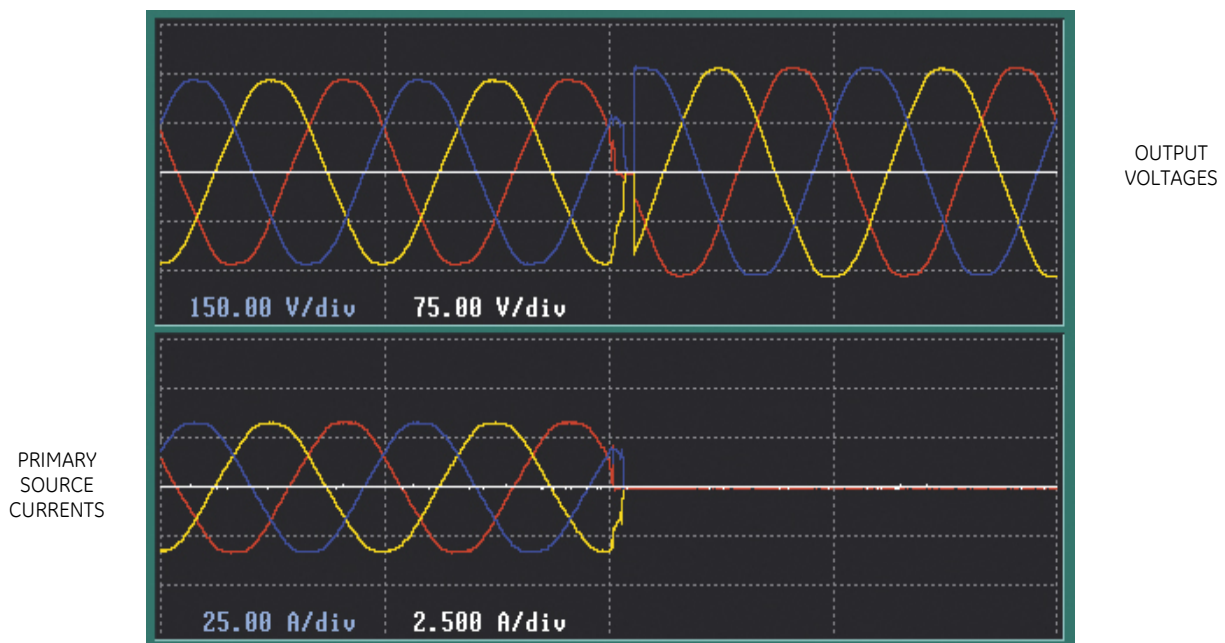 OUTPUT
VOLTAGES
150.00 V/div 75.00 V/div
PRIMARY
SOURCE
CURRENTS
25.00 A/div 2.500 A/div